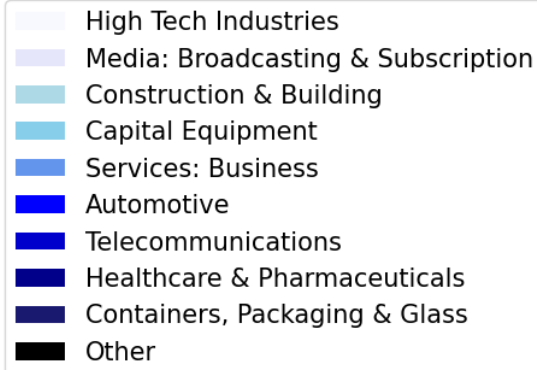 High Tech Industries
Media: Broadcasting & Subscription
Construction & Building
Capital Equipment
Services: Business
Automotive
Telecommunications
Healthcare & Pharmaceuticals
Containers, Packaging & Glass
Other